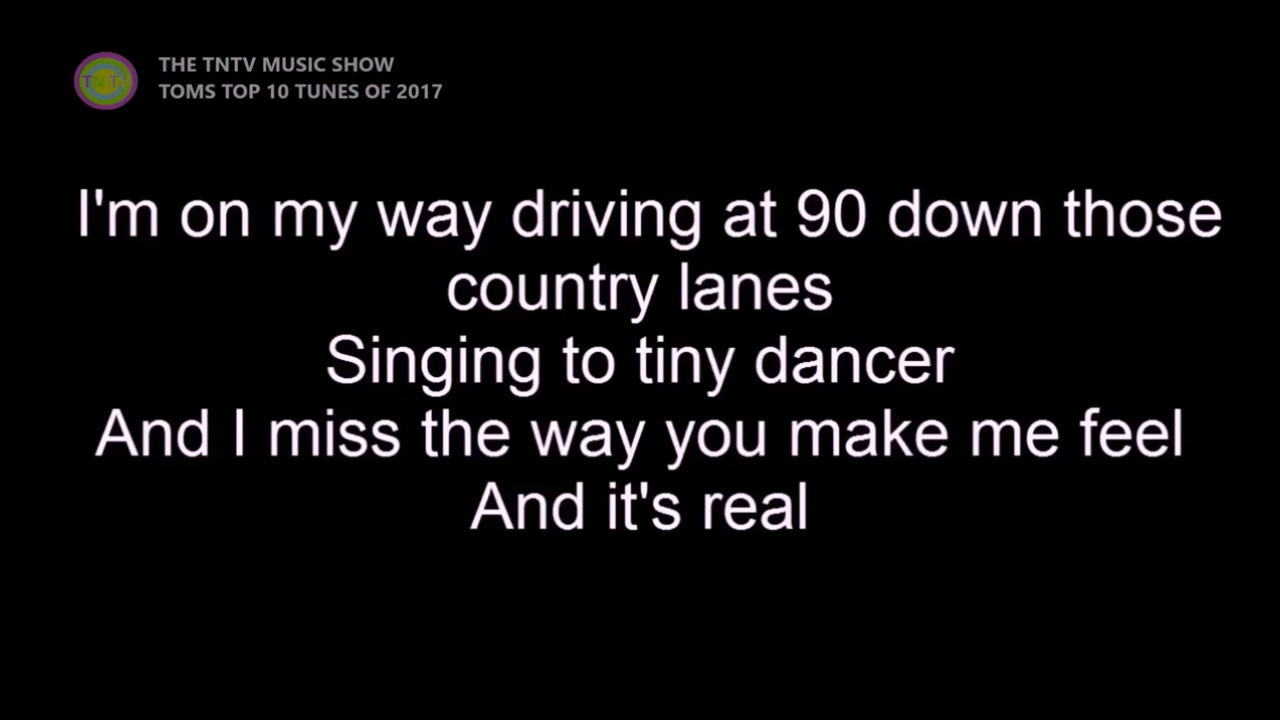 TNTV
THE TNTV MUSIC SHOW
TOMS TOP 10 TUNES OF 2017
I'm on my way driving at 90 down those
country lanes
Singing to tiny dancer
And I miss the way you make me feel
And it's real